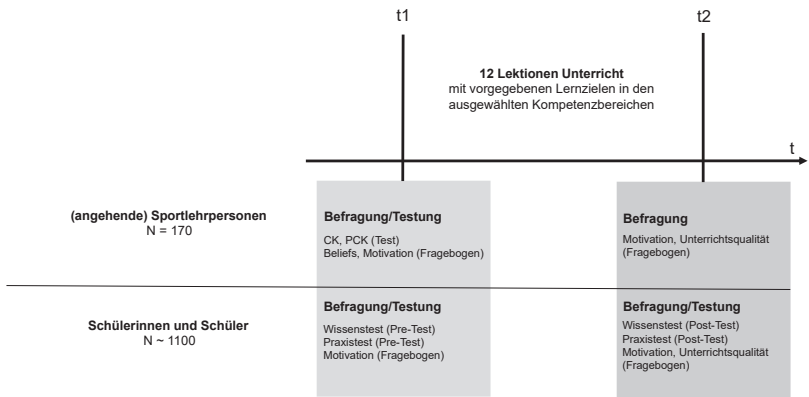 t1
t2
12 Lektionen Unterricht
mit vorgegebenen Lernzielen in den
ausgewählten Kompetenzbereichen
t
(angehende) Sportlehrpersonen
N = 170
Befragung/Testung
CK, PCK (Test)
Beliefs, Motivation (Fragebogen)
Befragung
Motivation, Unterrichtsqualität
(Fragebogen)
Schülerinnen und Schüler
N ~ 1100
Befragung/Testung
Wissenstest (Pre-Test)
Praxistest (Pre-Test)
Motivation (Fragebogen)
Befragung/Testung
Wissenstest (Post-Test)
Praxistest (Post-Test)
Motivation, Unterrichtsqualität
(Fragebogen)